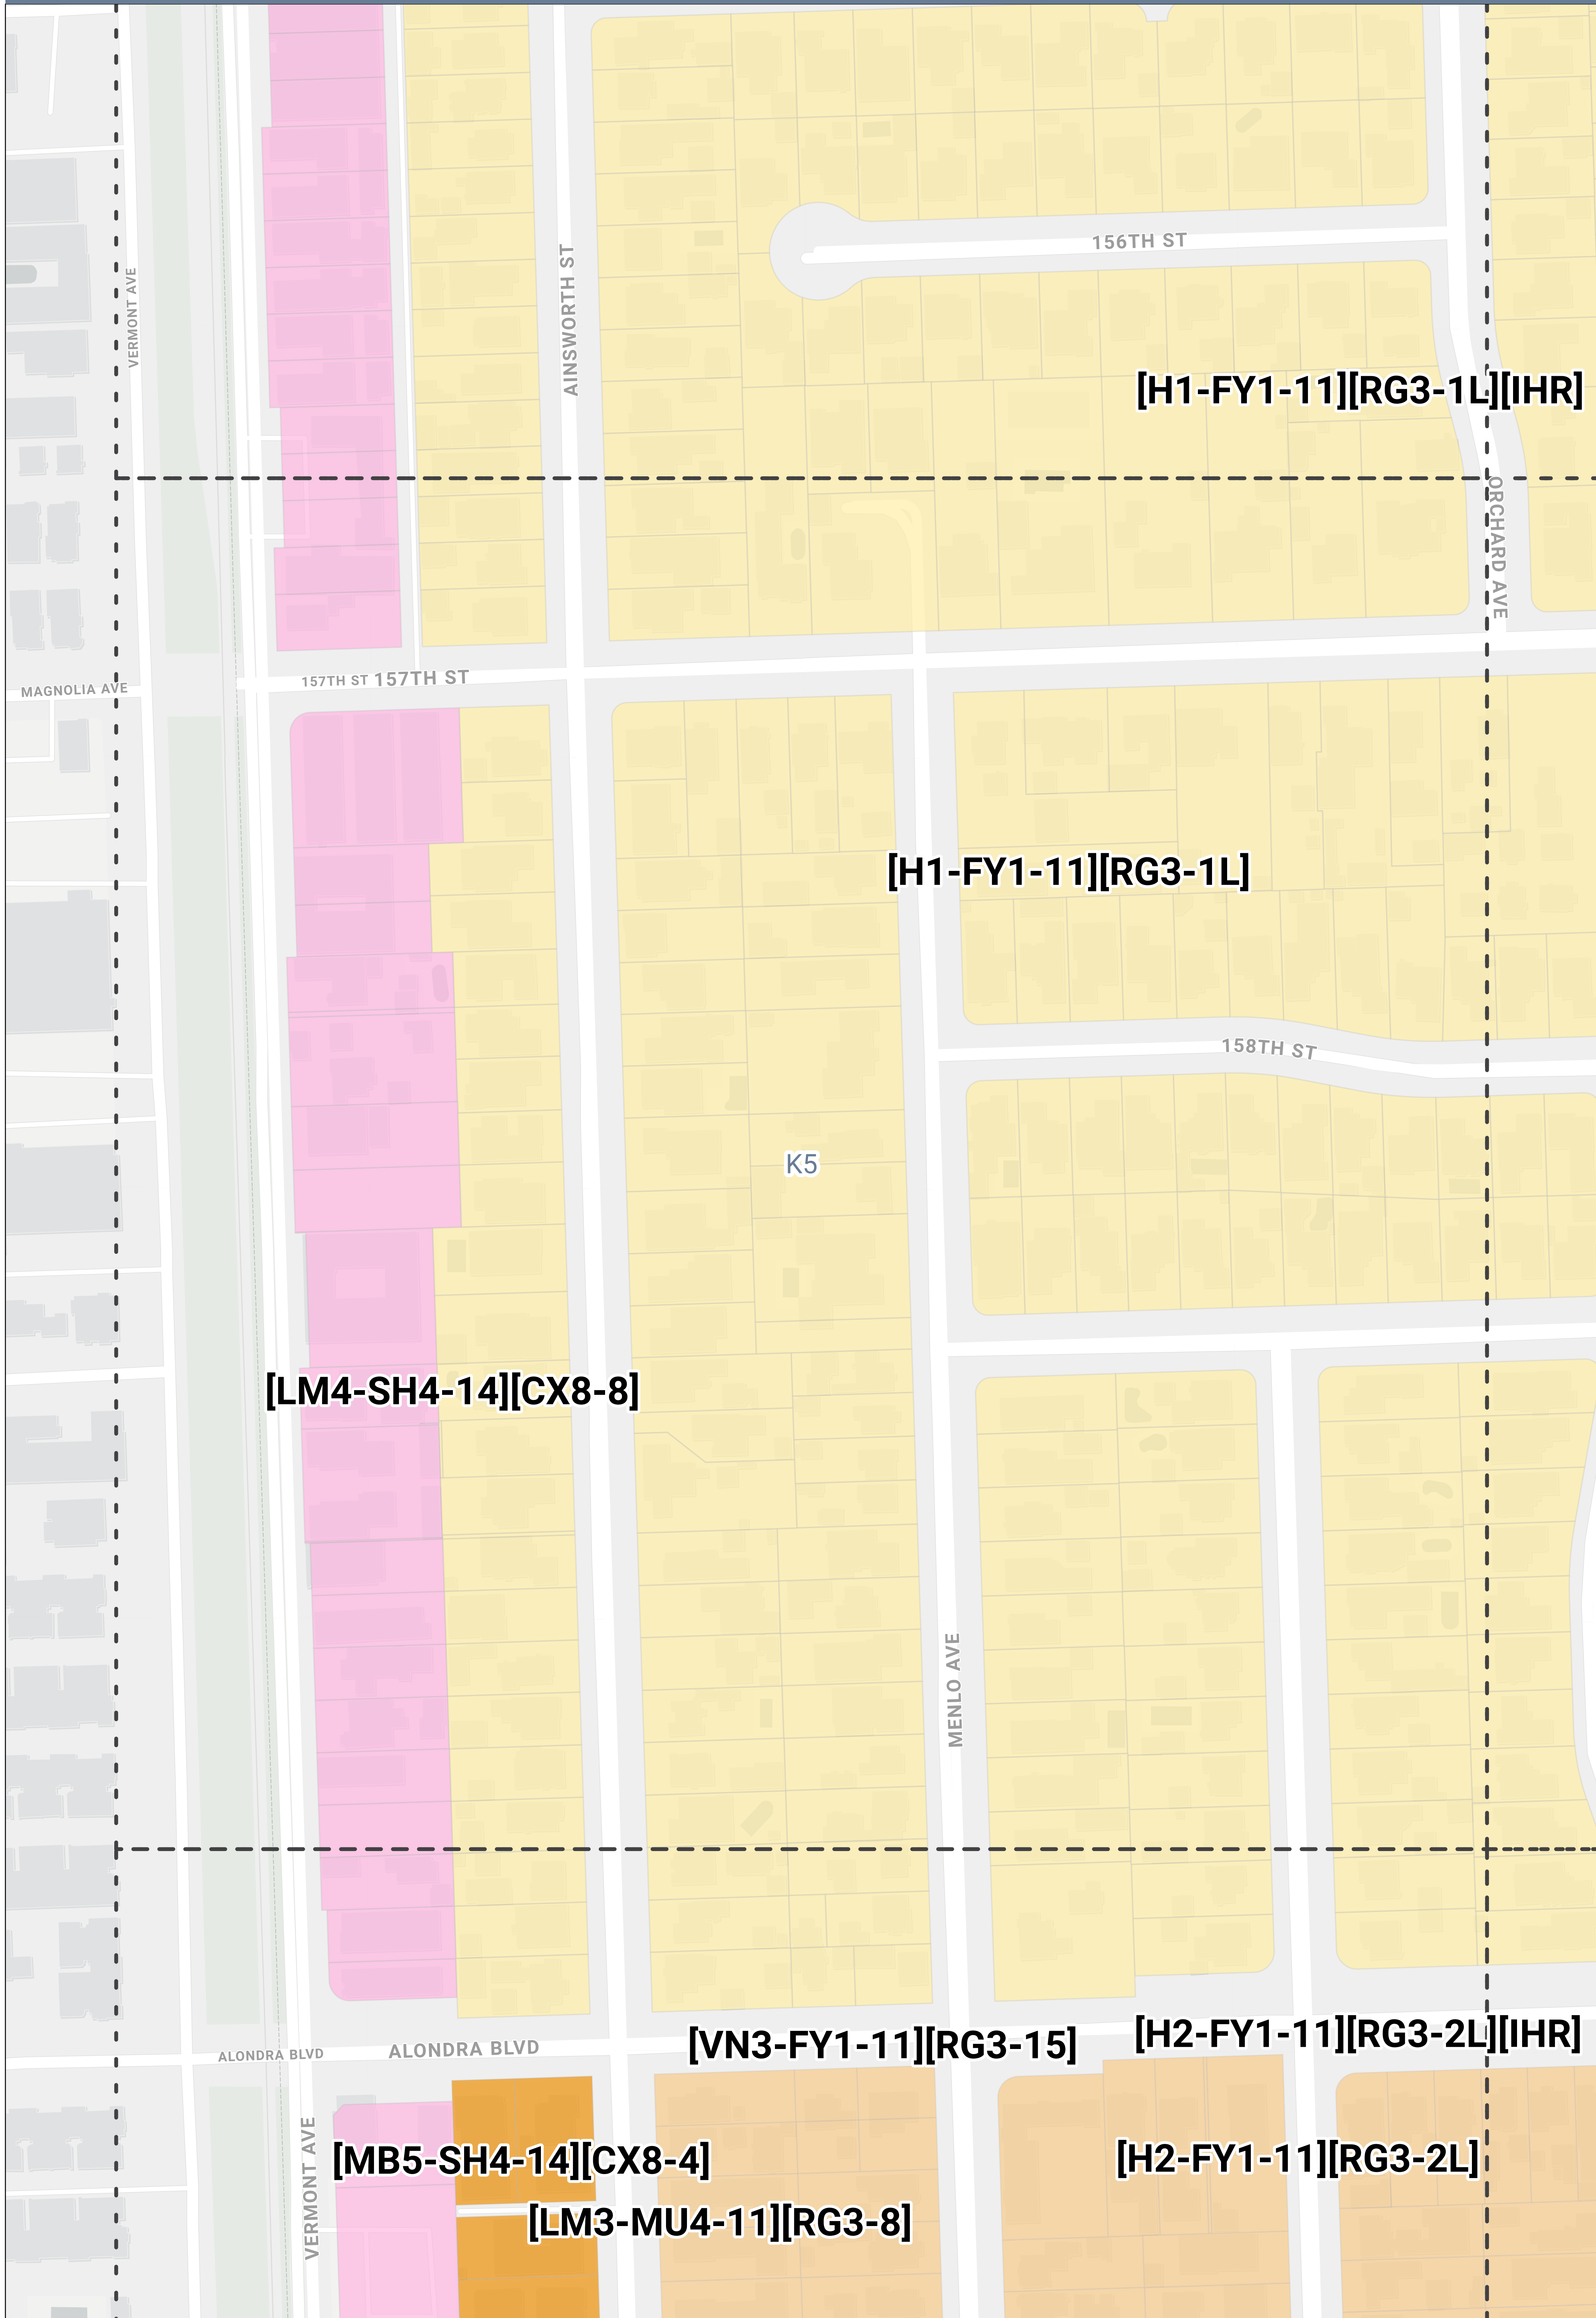 156TH ST
VERMONT AVE
AINSWORTH ST
[H1-FY1-11][RG3-1L][IHR]
ORCHARD AVE
MAGNOLIA AVE
157TH ST
157TH ST
[H1-FY1-11][RG3-1L]
158TH ST
K5
[LM4-SH4-14][CX8-8]
MENLO AVE
[VN3-FY1-11][RG3-15]
[H2-FY1-11][RG3-2L][IHR]
ALONDRA BLVD
ALONDRA BLVD
VERMONT AVE
[MB5-SH4-14][CX8-4]
[H2-FY1-11][RG3-2L]
[LM3-MU4-11][RG3-8]